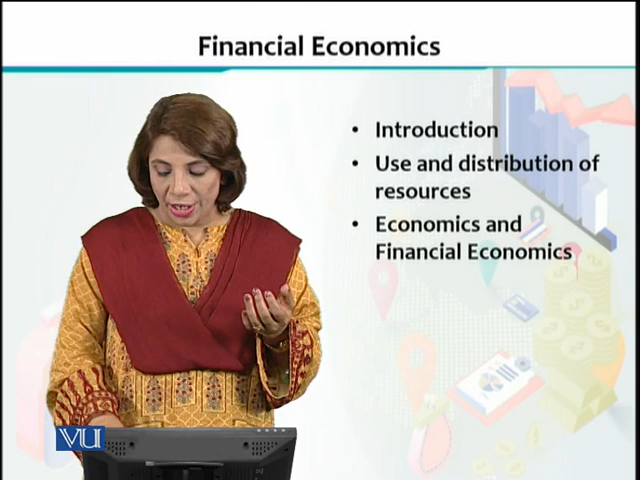 Financial Economics
• Introduction
• Use and distribution of
resources
• Economics and
Financial Economics
VU